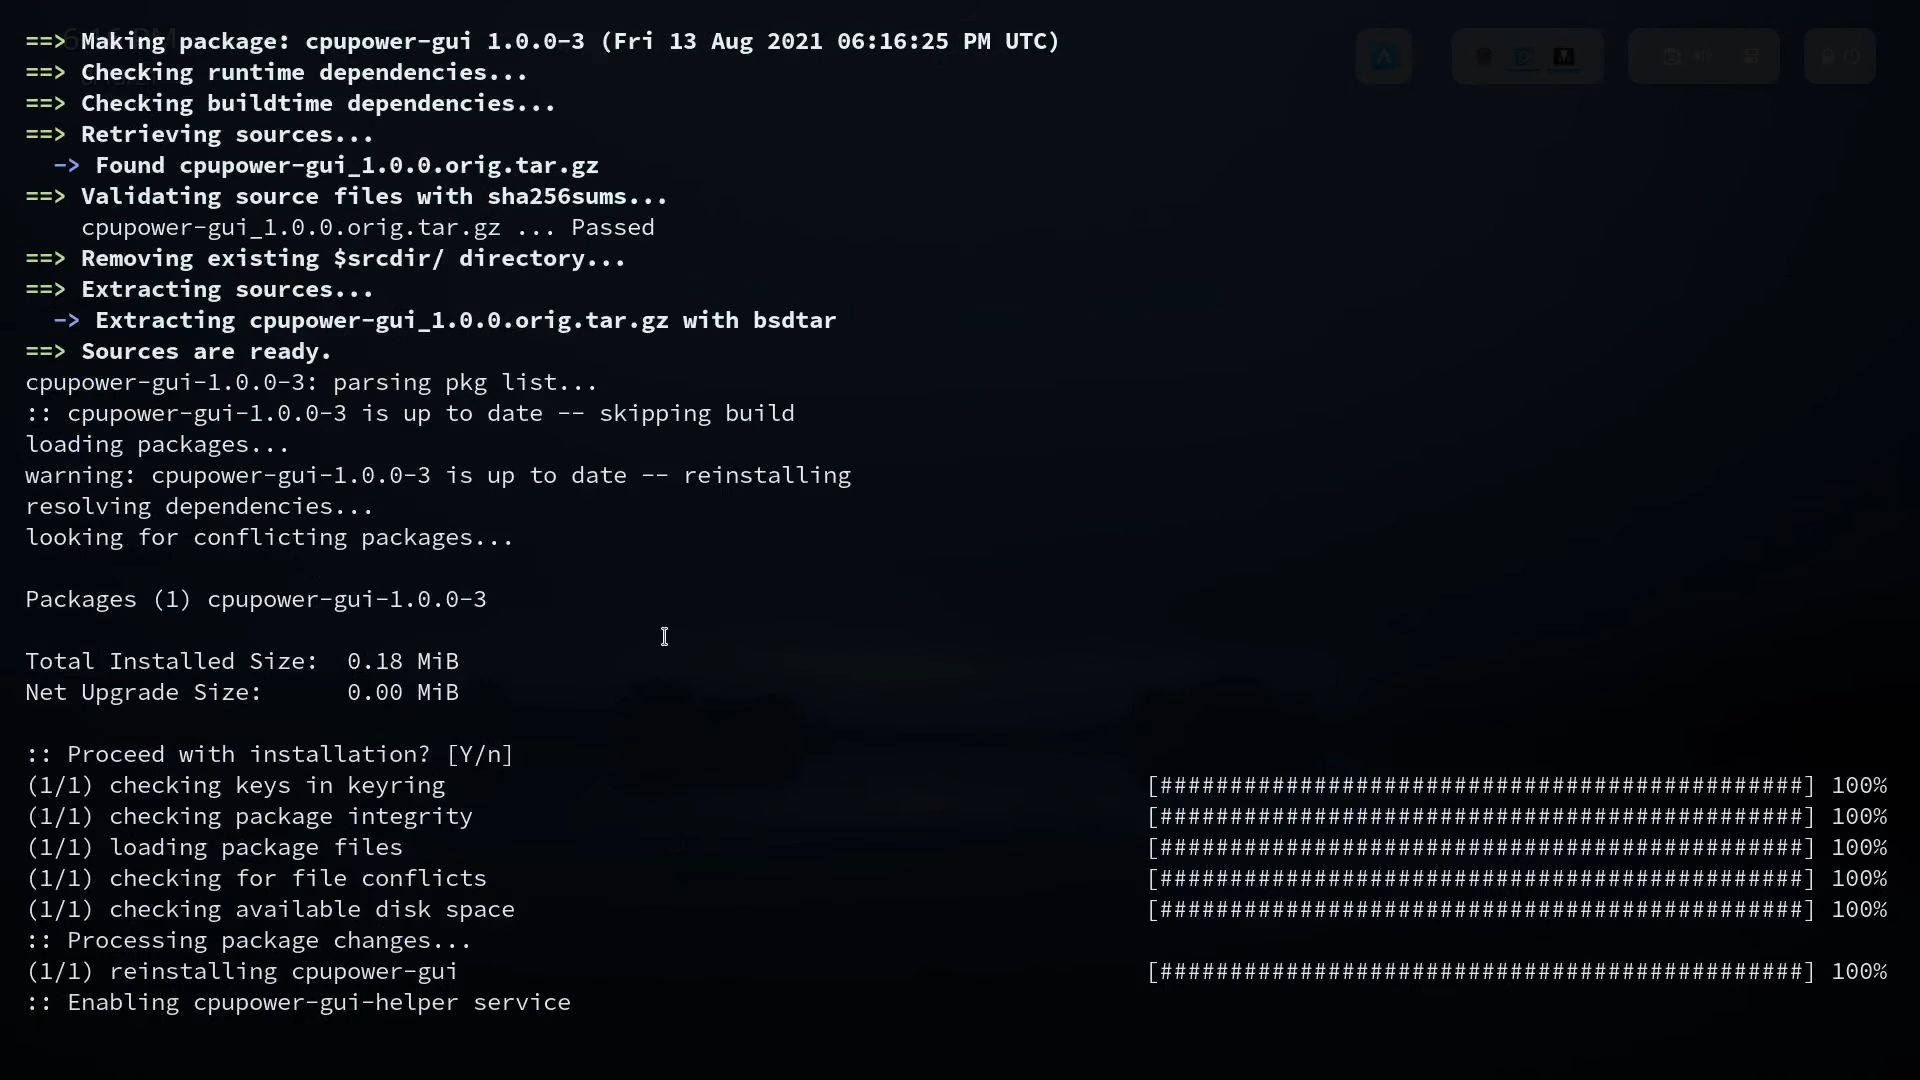 ==> Making package: cpupower-gui 1.0.0-3 (Fri 13 Aug 2021 06:16:25 PM UTC)
==> Checking runtime dependencies...
==> Checking buildtime dependencies...
==> Retrieving sources...
  -> Found cpupower-gui_1.0.0.orig.tar.gz
==> Validating source files with sha256sums...
    cpupower-gui_1.0.0.orig.tar.gz ... Passed
==> Removing existing $srcdir/ directory...
==> Extracting sources...
  -> Extracting cpupower-gui_1.0.0.orig.tar.gz with bsdtar
==> Sources are ready.
cpupower-gui-1.0.0-3: parsing pkg list...
:: cpupower-gui-1.0.0-3 is up to date -- skipping build
loading packages...
warning: cpupower-gui-1.0.0-3 is up to date -- reinstalling
resolving dependencies...
looking for conflicting packages...

Packages (1) cpupower-gui-1.0.0-3

Total Installed Size:  0.18 MiB
Net Upgrade Size:      0.00 MiB

:: Proceed with installation? [Y/n]
(1/1) checking keys in keyring [##############################################] 100%
(1/1) checking package integrity [##############################################] 100%
(1/1) loading package files [##############################################] 100%
(1/1) checking for file conflicts [##############################################] 100%
(1/1) checking available disk space [##############################################] 100%
:: Processing package changes...
(1/1) reinstalling cpupower-gui [##############################################] 100%
:: Enabling cpupower-gui-helper service